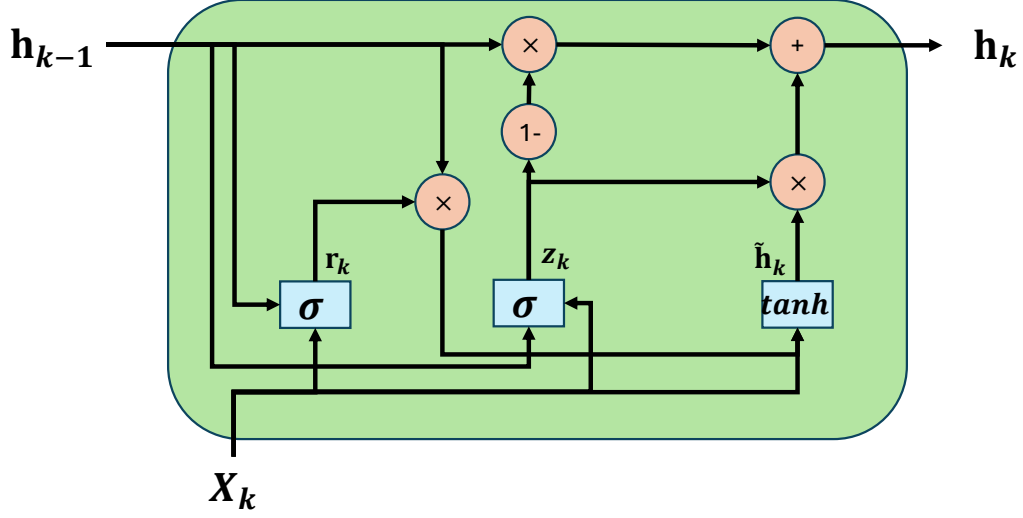 h_{k-1}
×
+
h_k
1-
×
×
r_k
z_k
h̃_k
σ
σ
tanh
X_k